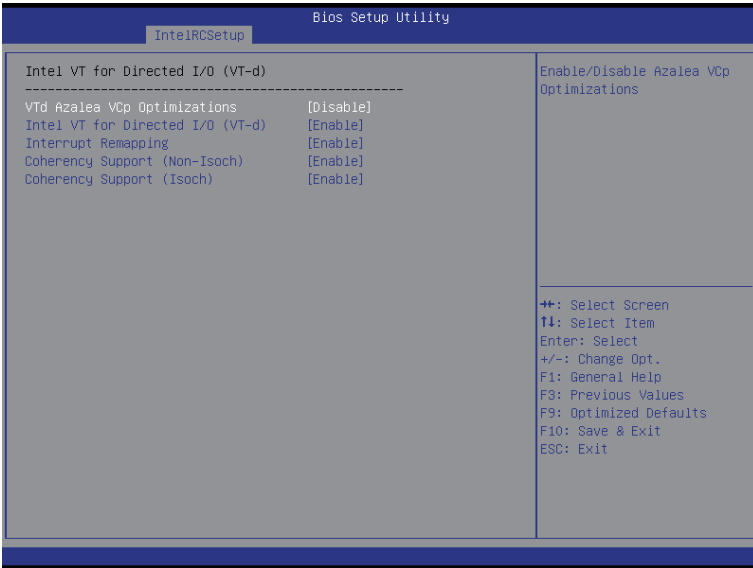 Bios Setup Utility
IntelRCSetup
Intel VT for Directed I/O (VT-d)
--------------------------------------------------
VTd Azalea VCp Optimizations [Disable]
Intel VT for Directed I/O (VT-d) [Enable]
Interrupt Remapping [Enable]
Coherency Support (Non-Isoch) [Enable]
Coherency Support (Isoch) [Enable]
Enable/Disable Azalea VCp
Optimizations
→←: Select Screen
↑↓: Select Item
Enter: Select
+/-: Change Opt.
F1: General Help
F3: Previous Values
F9: Optimized Defaults
F10: Save & Exit
ESC: Exit